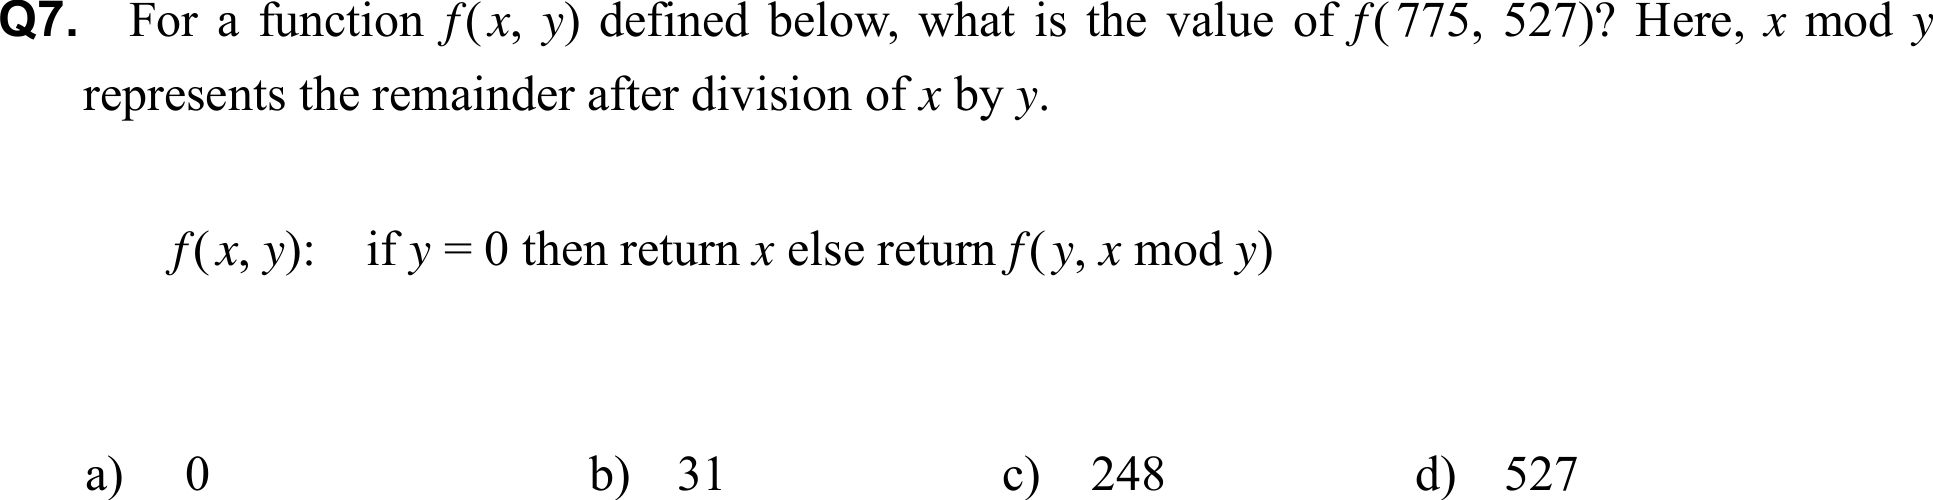 Q7. For a function f(x, y) defined below, what is the value of f(775, 527)? Here, x mod y
represents the remainder after division of x by y.
f(x, y): if y = 0 then return x else return f(y, x mod y)
a) 0 b) 31 c) 248 d) 527